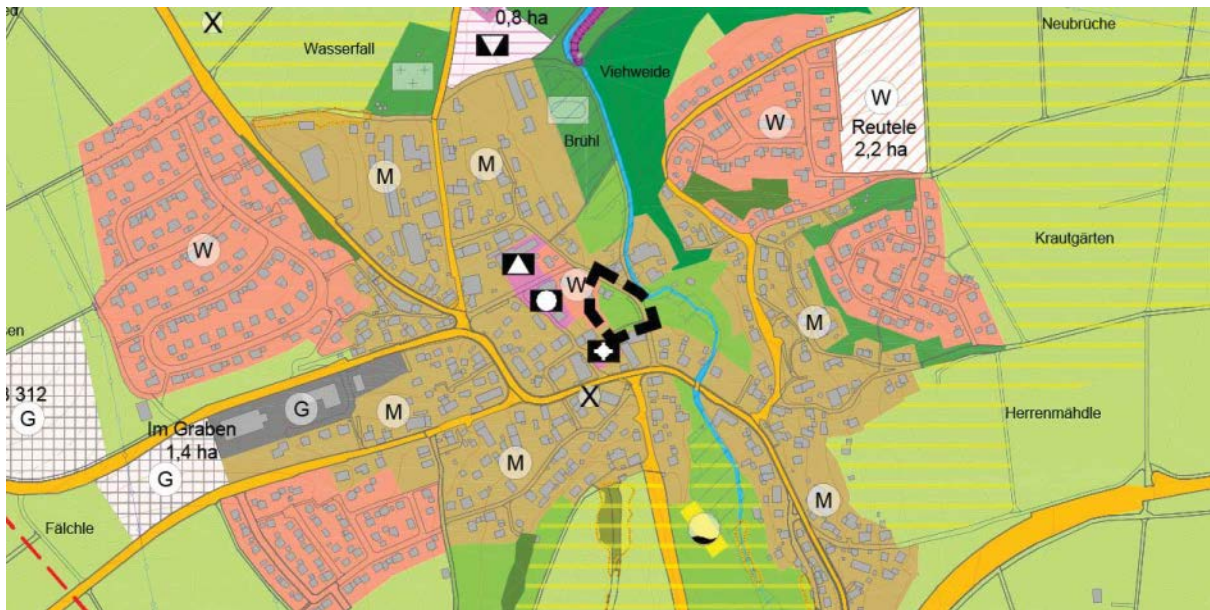 X
0,8 ha
Neubrüche
Wasserfall
Viehweide
W
Reutele
2,2 ha
W
Brühl
M
M
W
Krautgärten
W
M
sen
312
G
G
M
X
Herrenmähdle
Im Graben
1,4 ha
G
M
M
Fälchle